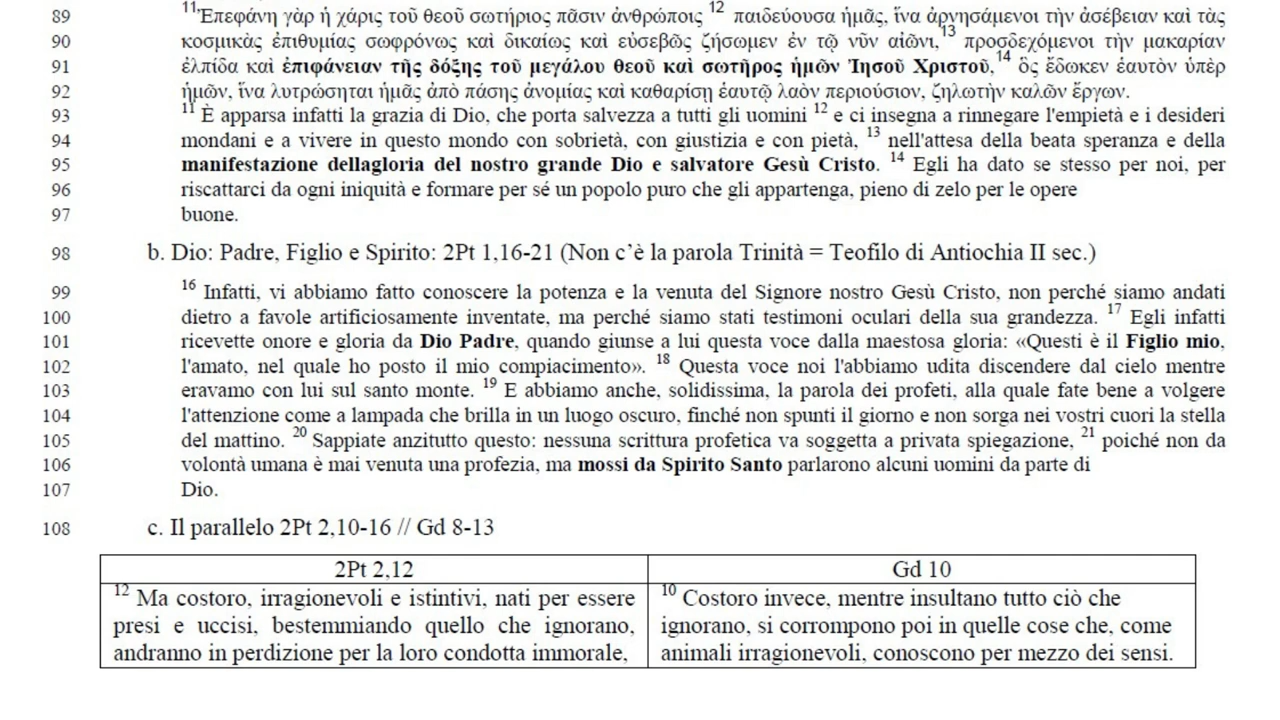 89 ¹¹Ἐπεφάνη γὰρ ἡ χάρις τοῦ θεοῦ σωτήριος πᾶσιν ἀνθρώποις ¹² παιδεύουσα ἡμᾶς, ἵνα ἀρνησάμενοι τὴν ἀσέβειαν καὶ τὰς
90 κοσμικὰς ἐπιθυμίας σωφρόνως καὶ δικαίως καὶ εὐσεβῶς ζήσωμεν ἐν τῷ νῦν αἰῶνι,¹³ προσδεχόμενοι τὴν μακαρίαν
91 ἐλπίδα καὶ ἐπιφάνειαν τῆς δόξης τοῦ μεγάλου θεοῦ καὶ σωτῆρος ἡμῶν Ἰησοῦ Χριστοῦ,¹⁴ ὃς ἔδωκεν ἑαυτὸν ὑπὲρ
92 ἡμῶν, ἵνα λυτρώσηται ἡμᾶς ἀπὸ πάσης ἀνομίας καὶ καθαρίσῃ ἑαυτῷ λαὸν περιούσιον, ζηλωτὴν καλῶν ἔργων.
93 ¹¹ È apparsa infatti la grazia di Dio, che porta salvezza a tutti gli uomini ¹² e ci insegna a rinnegare l'empietà e i desideri
94 mondani e a vivere in questo mondo con sobrietà, con giustizia e con pietà, ¹³ nell'attesa della beata speranza e della
95 manifestazione dellagloria del nostro grande Dio e salvatore Gesù Cristo. ¹⁴ Egli ha dato se stesso per noi, per
96 riscattarci da ogni iniquità e formare per sé un popolo puro che gli appartenga, pieno di zelo per le opere
97 buone.
98 b. Dio: Padre, Figlio e Spirito: 2Pt 1,16-21 (Non c’è la parola Trinità = Teofilo di Antiochia II sec.)
99 ¹⁶ Infatti, vi abbiamo fatto conoscere la potenza e la venuta del Signore nostro Gesù Cristo, non perché siamo andati
100 dietro a favole artificiosamente inventate, ma perché siamo stati testimoni oculari della sua grandezza. ¹⁷ Egli infatti
101 ricevette onore e gloria da Dio Padre, quando giunse a lui questa voce dalla maestosa gloria: «Questi è il Figlio mio,
102 l'amato, nel quale ho posto il mio compiacimento». ¹⁸ Questa voce noi l'abbiamo udita discendere dal cielo mentre
103 eravamo con lui sul santo monte. ¹⁹ E abbiamo anche, solidissima, la parola dei profeti, alla quale fate bene a volgere
104 l'attenzione come a lampada che brilla in un luogo oscuro, finché non spunti il giorno e non sorga nei vostri cuori la stella
105 del mattino. ²⁰ Sappiate anzitutto questo: nessuna scrittura profetica va soggetta a privata spiegazione, ²¹ poiché non da
106 volontà umana è mai venuta una profezia, ma mossi da Spirito Santo parlarono alcuni uomini da parte di
107 Dio.
108 c. Il parallelo 2Pt 2,10-16 // Gd 8-13
2Pt 2,12
¹² Ma costoro, irragionevoli e istintivi, nati per essere
presi e uccisi, bestemmiando quello che ignorano,
andranno in perdizione per la loro condotta immorale,
Gd 10
¹⁰ Costoro invece, mentre insultano tutto ciò che
ignorano, si corrompono poi in quelle cose che, come
animali irragionevoli, conoscono per mezzo dei sensi.